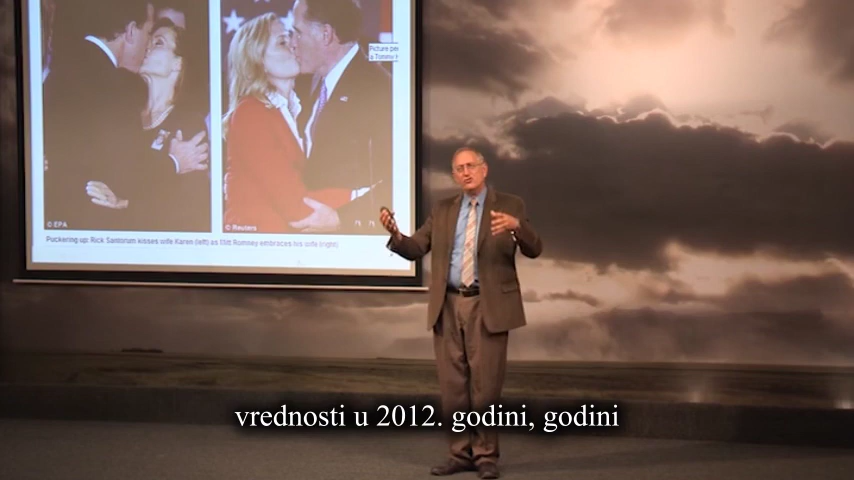 Picture
© EPA
© Reuters
Puckering up: Rick Santorum kisses wife Karen (left) as Mitt Romney embraces his wife (right)
vrednosti u 2012. godini, godini